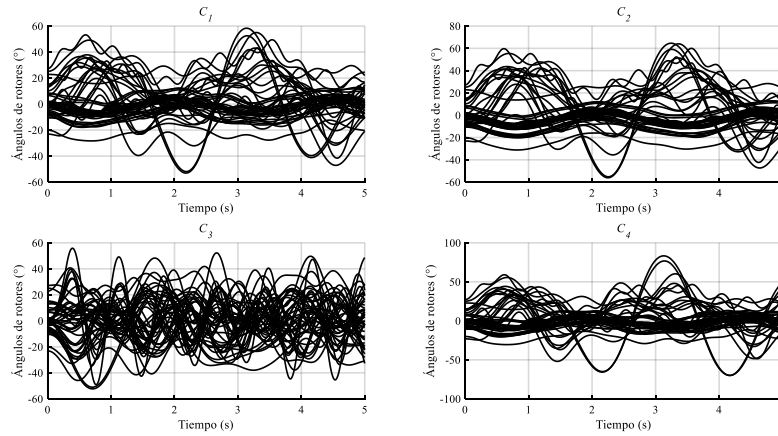 C1
60
40
20
0
-20
-40
-60
0 1 2 3 4 5
Ángulos de rotores (°)
Tiempo (s)
C2
80
60
40
20
0
-20
-40
-60
0 1 2 3 4
Ángulos de rotores (°)
Tiempo (s)
C3
60
40
20
0
-20
-40
-60
0 1 2 3 4 5
Ángulos de rotores (°)
Tiempo (s)
C4
100
50
0
-50
-100
0 1 2 3 4
Ángulos de rotores (°)
Tiempo (s)